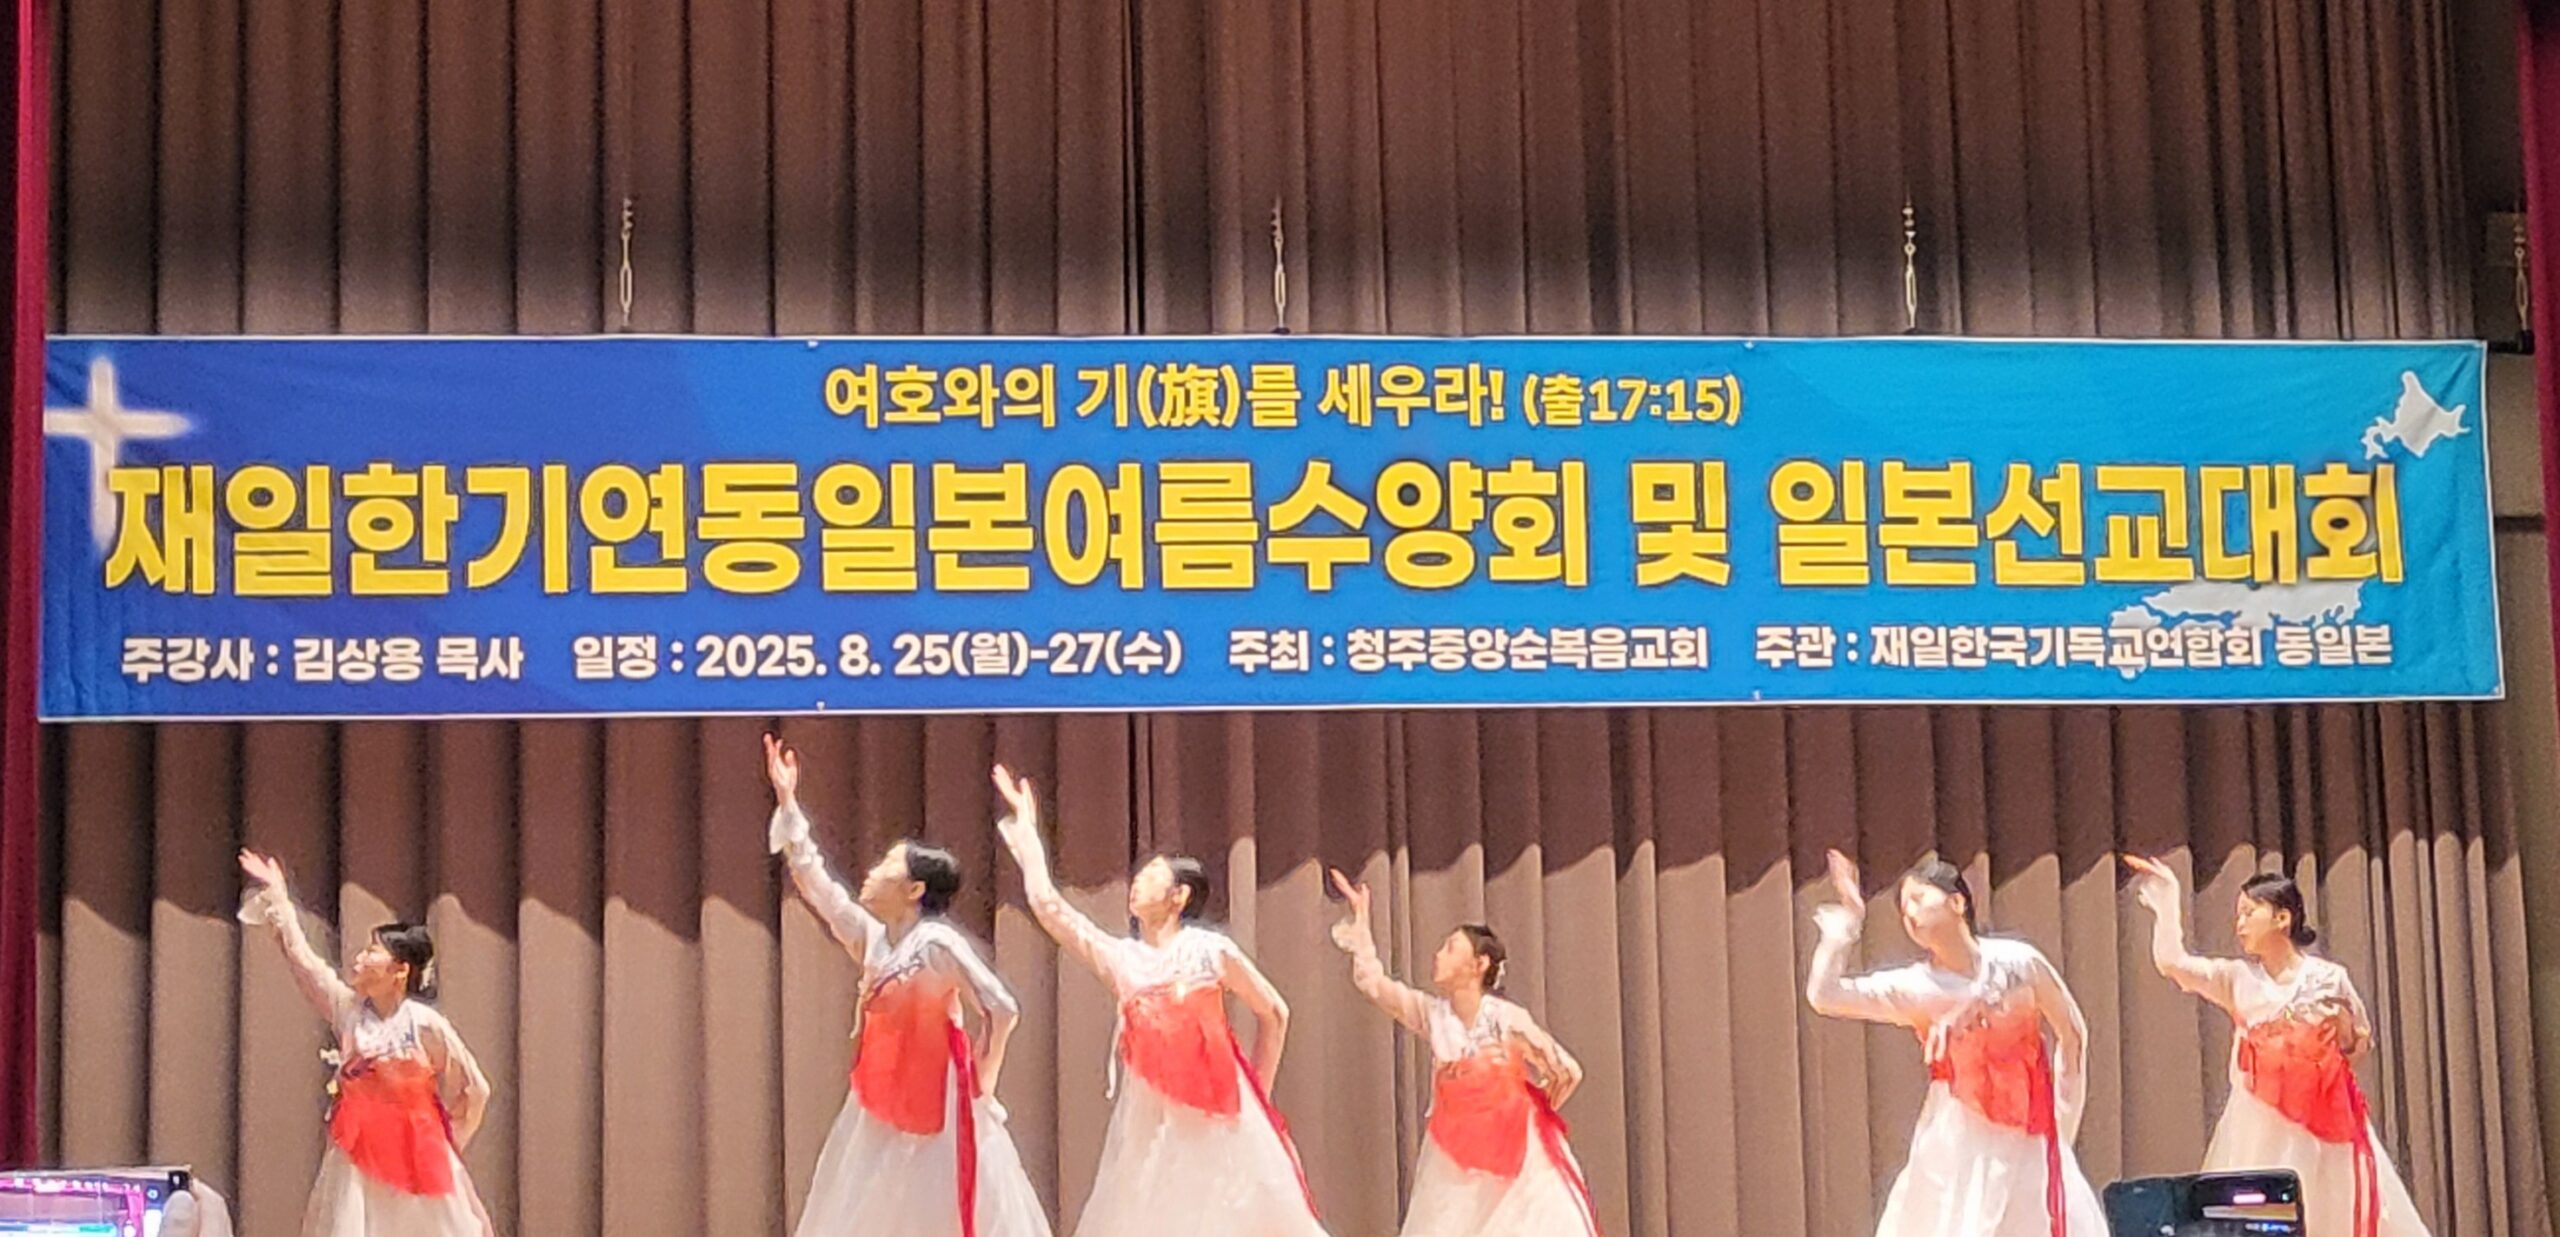 여호와의 기(旗)를 세우라! (출17:15)
재일한기연동일본여름수양회 및 일본선교대회
주강사 : 김상용 목사 일정 : 2025. 8. 25(월)-27(수) 주최 : 청주중앙순복음교회 주관 : 재일한국기독교연합회 동일본